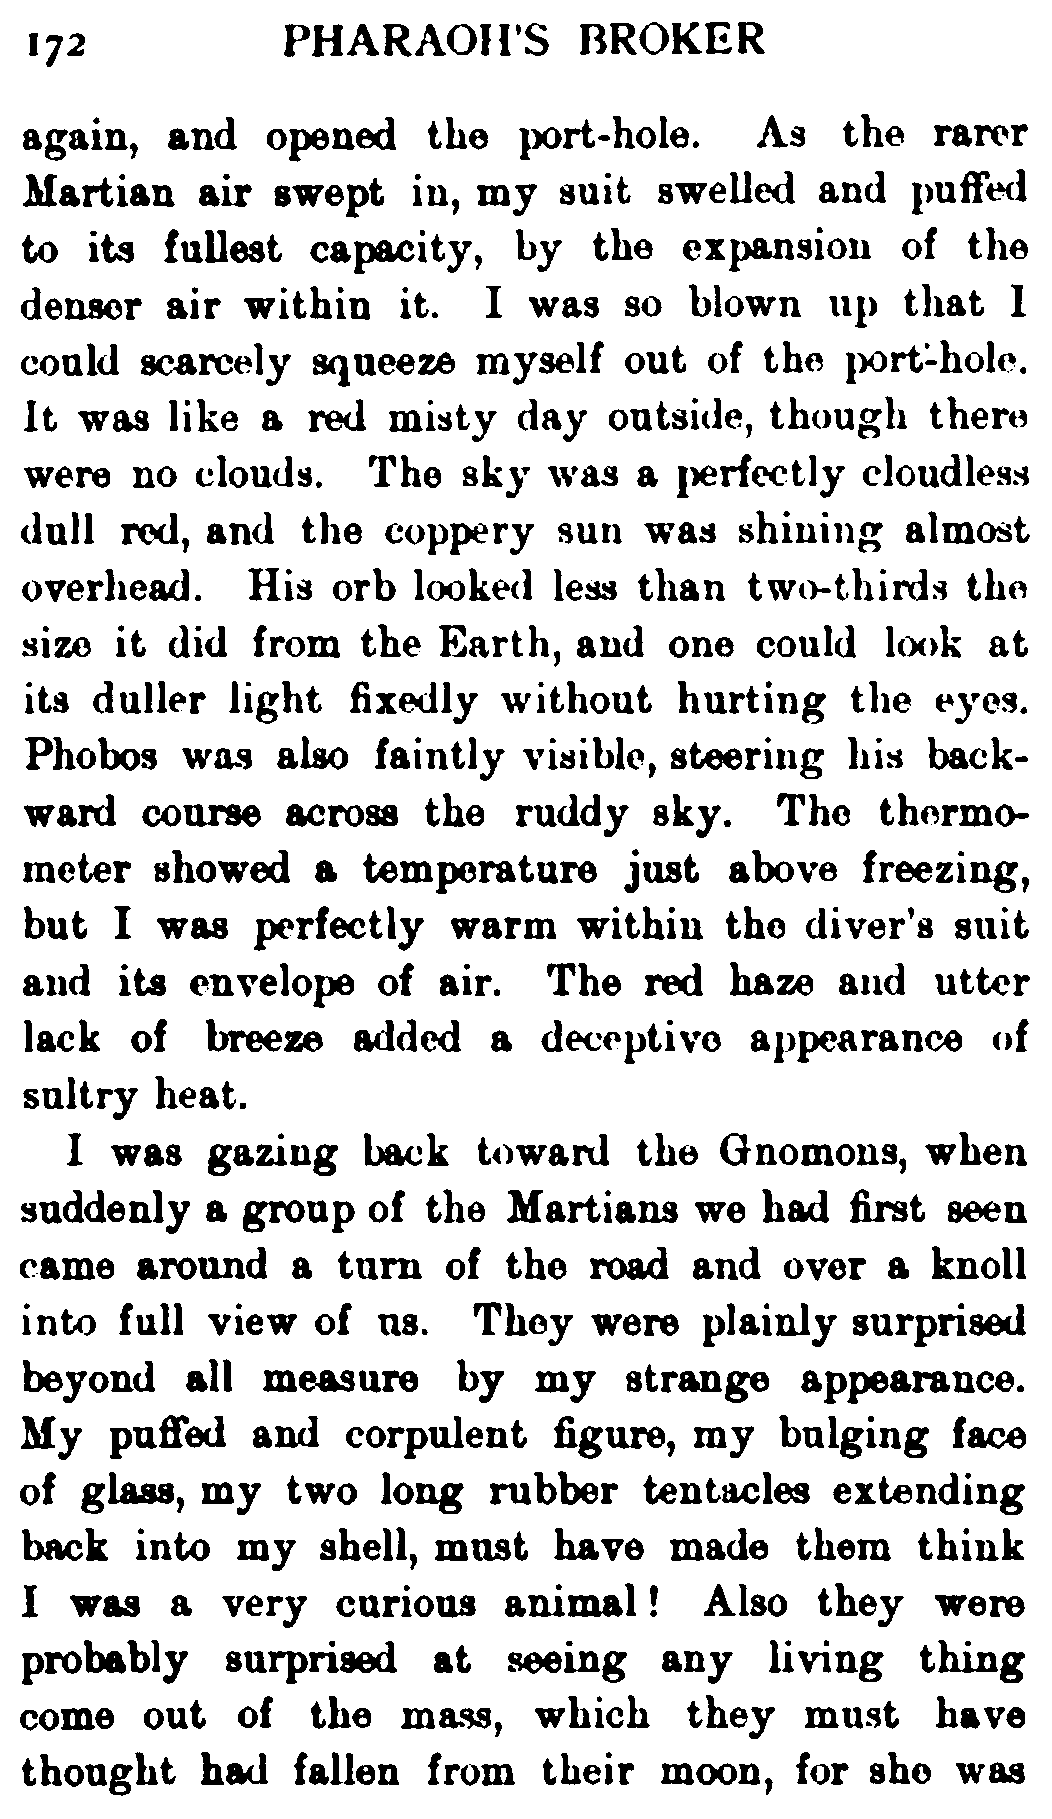 172 PHARAOH'S BROKER
again, and opened the port-hole. As the rarer
Martian air swept in, my suit swelled and puffed
to its fullest capacity, by the expansion of the
denser air within it. I was so blown up that I
could scarcely squeeze myself out of the port-hole.
It was like a red misty day outside, though there
were no clouds. The sky was a perfectly cloudless
dull red, and the coppery sun was shining almost
overhead. His orb looked less than two-thirds the
size it did from the Earth, and one could look at
its duller light fixedly without hurting the eyes.
Phobos was also faintly visible, steering his back-
ward course across the ruddy sky. The thermo-
meter showed a temperature just above freezing,
but I was perfectly warm within the diver's suit
and its envelope of air. The red haze and utter
lack of breeze added a deceptive appearance of
sultry heat.
I was gazing back toward the Gnomons, when
suddenly a group of the Martians we had first seen
came around a turn of the road and over a knoll
into full view of us. They were plainly surprised
beyond all measure by my strange appearance.
My puffed and corpulent figure, my bulging face
of glass, my two long rubber tentacles extending
back into my shell, must have made them think
I was a very curious animal! Also they were
probably surprised at seeing any living thing
come out of the mass, which they must have
thought had fallen from their moon, for she was